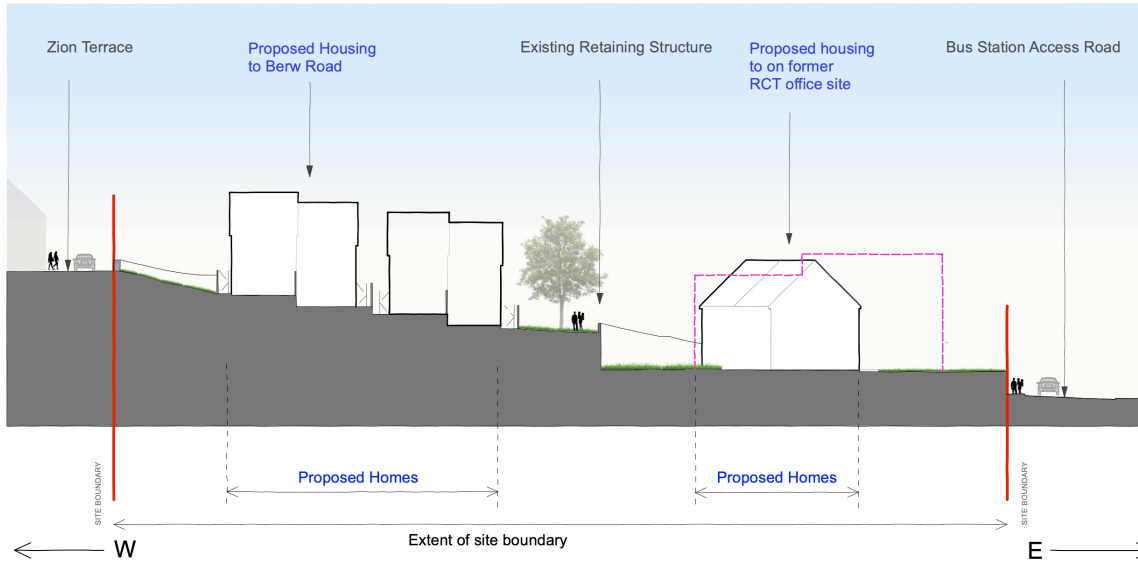 Zion Terrace
Proposed Housing
to Berw Road
Existing Retaining Structure
Proposed housing
to on former
RCT office site
Bus Station Access Road
Proposed Homes
Proposed Homes
SITE BOUNDARY
SITE BOUNDARY
Extent of site boundary
W
E